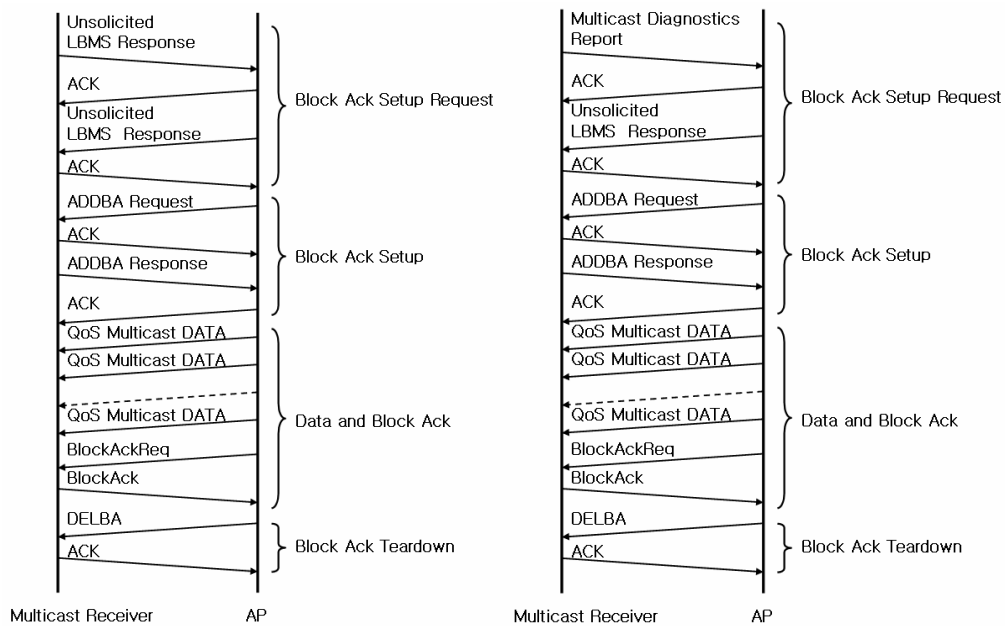 Unsolicited
LBMS Response
ACK
Unsolicited
LBMS Response
ACK
Block Ack Setup Request
ADDBA Request
ACK
ADDBA Response
ACK
Block Ack Setup
QoS Multicast DATA
QoS Multicast DATA
QoS Multicast DATA
BlockAckReq
BlockAck
Data and Block Ack
DELBA
ACK
Block Ack Teardown
Multicast Receiver
AP
Multicast Diagnostics
Report
ACK
Unsolicited
LBMS Response
ACK
Block Ack Setup Request
ADDBA Request
ACK
ADDBA Response
ACK
Block Ack Setup
QoS Multicast DATA
QoS Multicast DATA
QoS Multicast DATA
BlockAckReq
BlockAck
Data and Block Ack
DELBA
ACK
Block Ack Teardown
Multicast Receiver
AP